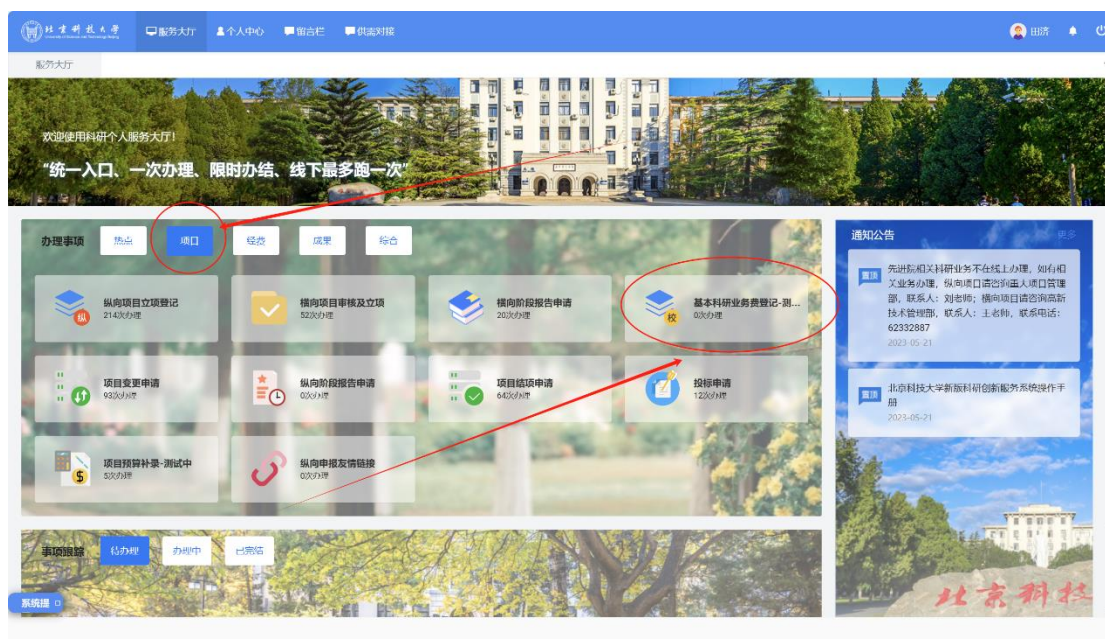 北京科技大学
University of Science and Technology Beijing
服务大厅
个人中心
留言栏
供需对接
田济
服务大厅
欢迎使用科研个人服务大厅！
“统一入口、一次办理、限时办结、线下最多跑一次”
办理事项
热点
项目
经费
成果
综合
纵向项目立项登记
214次办理
纵
横向项目审核及立项
52次办理
横向阶段报告申请
20次办理
基本科研业务费登记-测...
0次办理
校
项目变更申请
93次办理
纵向阶段报告申请
0次办理
项目结项申请
64次办理
投标申请
12次办理
项目预算补录-测试中
5次办理
纵向申报友情链接
0次办理
事项跟踪
待办理
办理中
已完结
系统提
通知公告
更多
置顶
先进院相关科研业务不在线上办理，如有相
关业务办理，纵向项目请咨询重大项目管理
部，联系人：刘老师；横向项目请咨询高新
技术管理部，联系人：王老师，联系电话：
62332887
2023-05-21
置顶
北京科技大学新版科研创新服务系统操作手
册
2023-05-21
北京科技